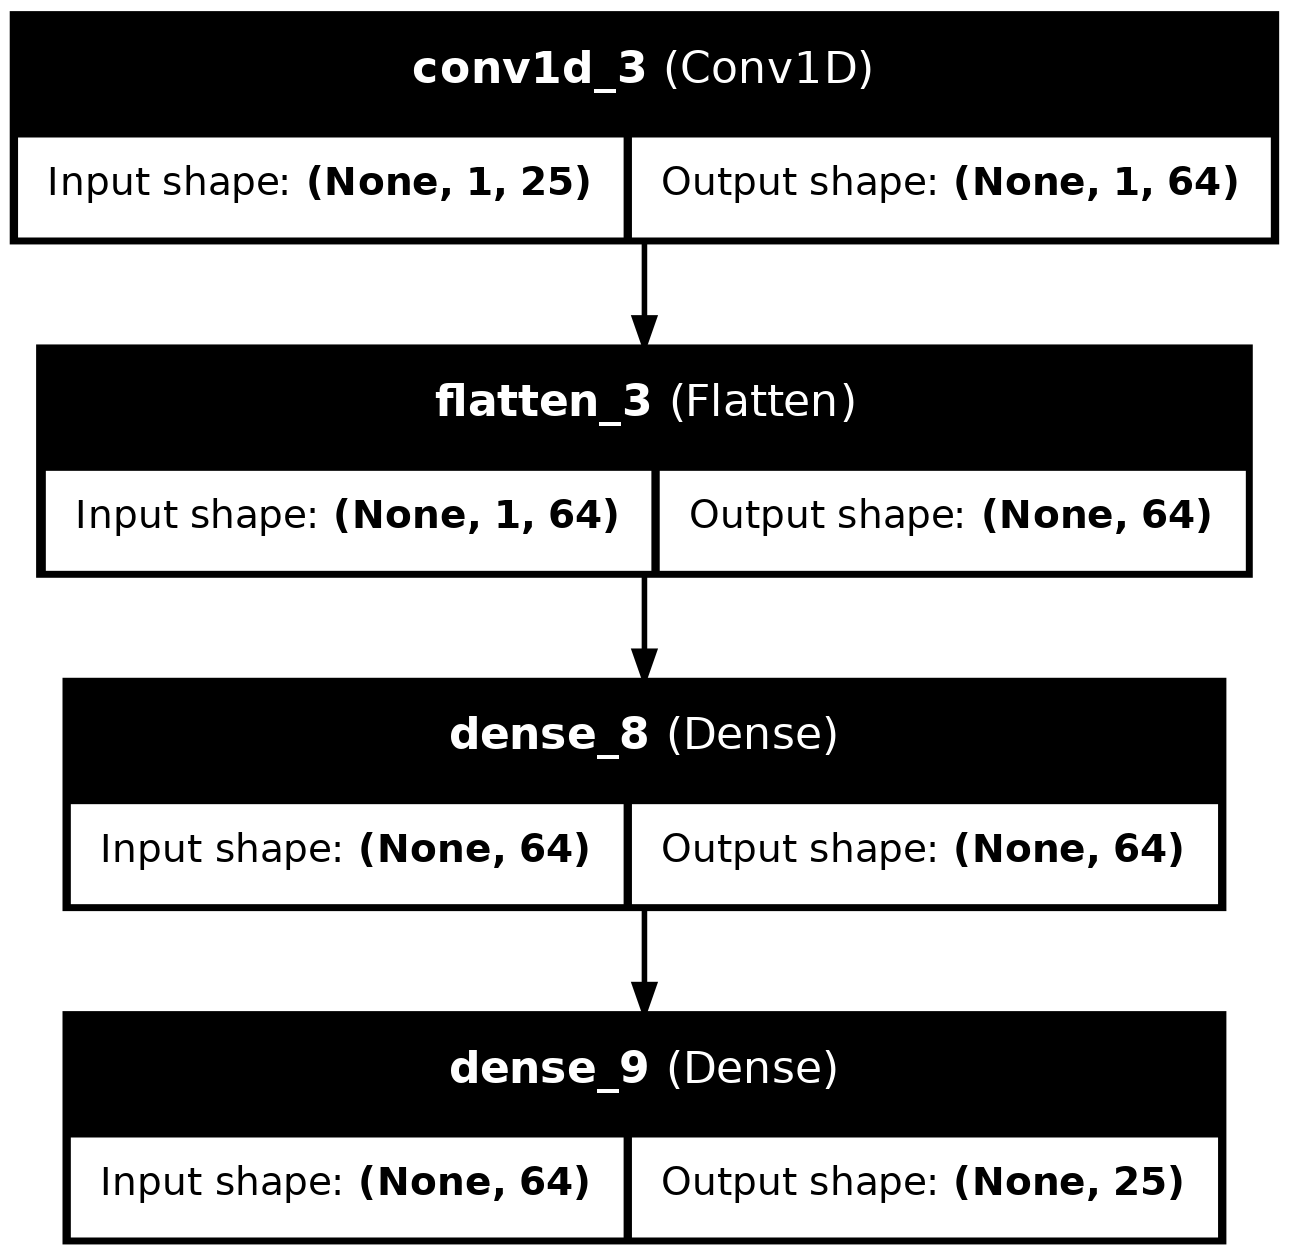 conv1d_3 (Conv1D)
Input shape: (None, 1, 25) Output shape: (None, 1, 64)
flatten_3 (Flatten)
Input shape: (None, 1, 64) Output shape: (None, 64)
dense_8 (Dense)
Input shape: (None, 64) Output shape: (None, 64)
dense_9 (Dense)
Input shape: (None, 64) Output shape: (None, 25)